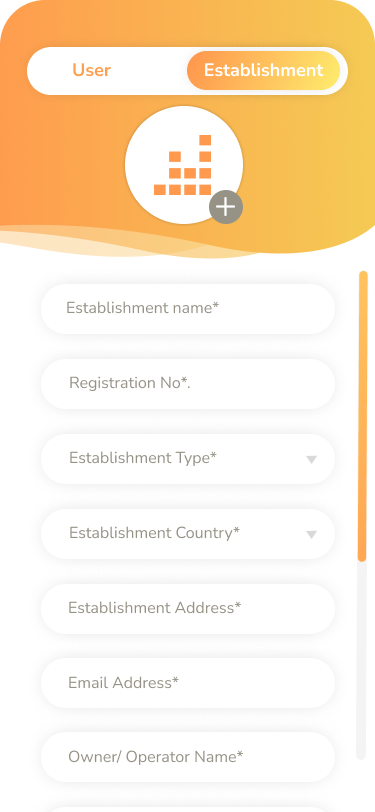 User
Establishment
Establishment name*
Registration No*.
Establishment Type*
Establishment Country*
Establishment Address*
Email Address*
Owner/ Operator Name*